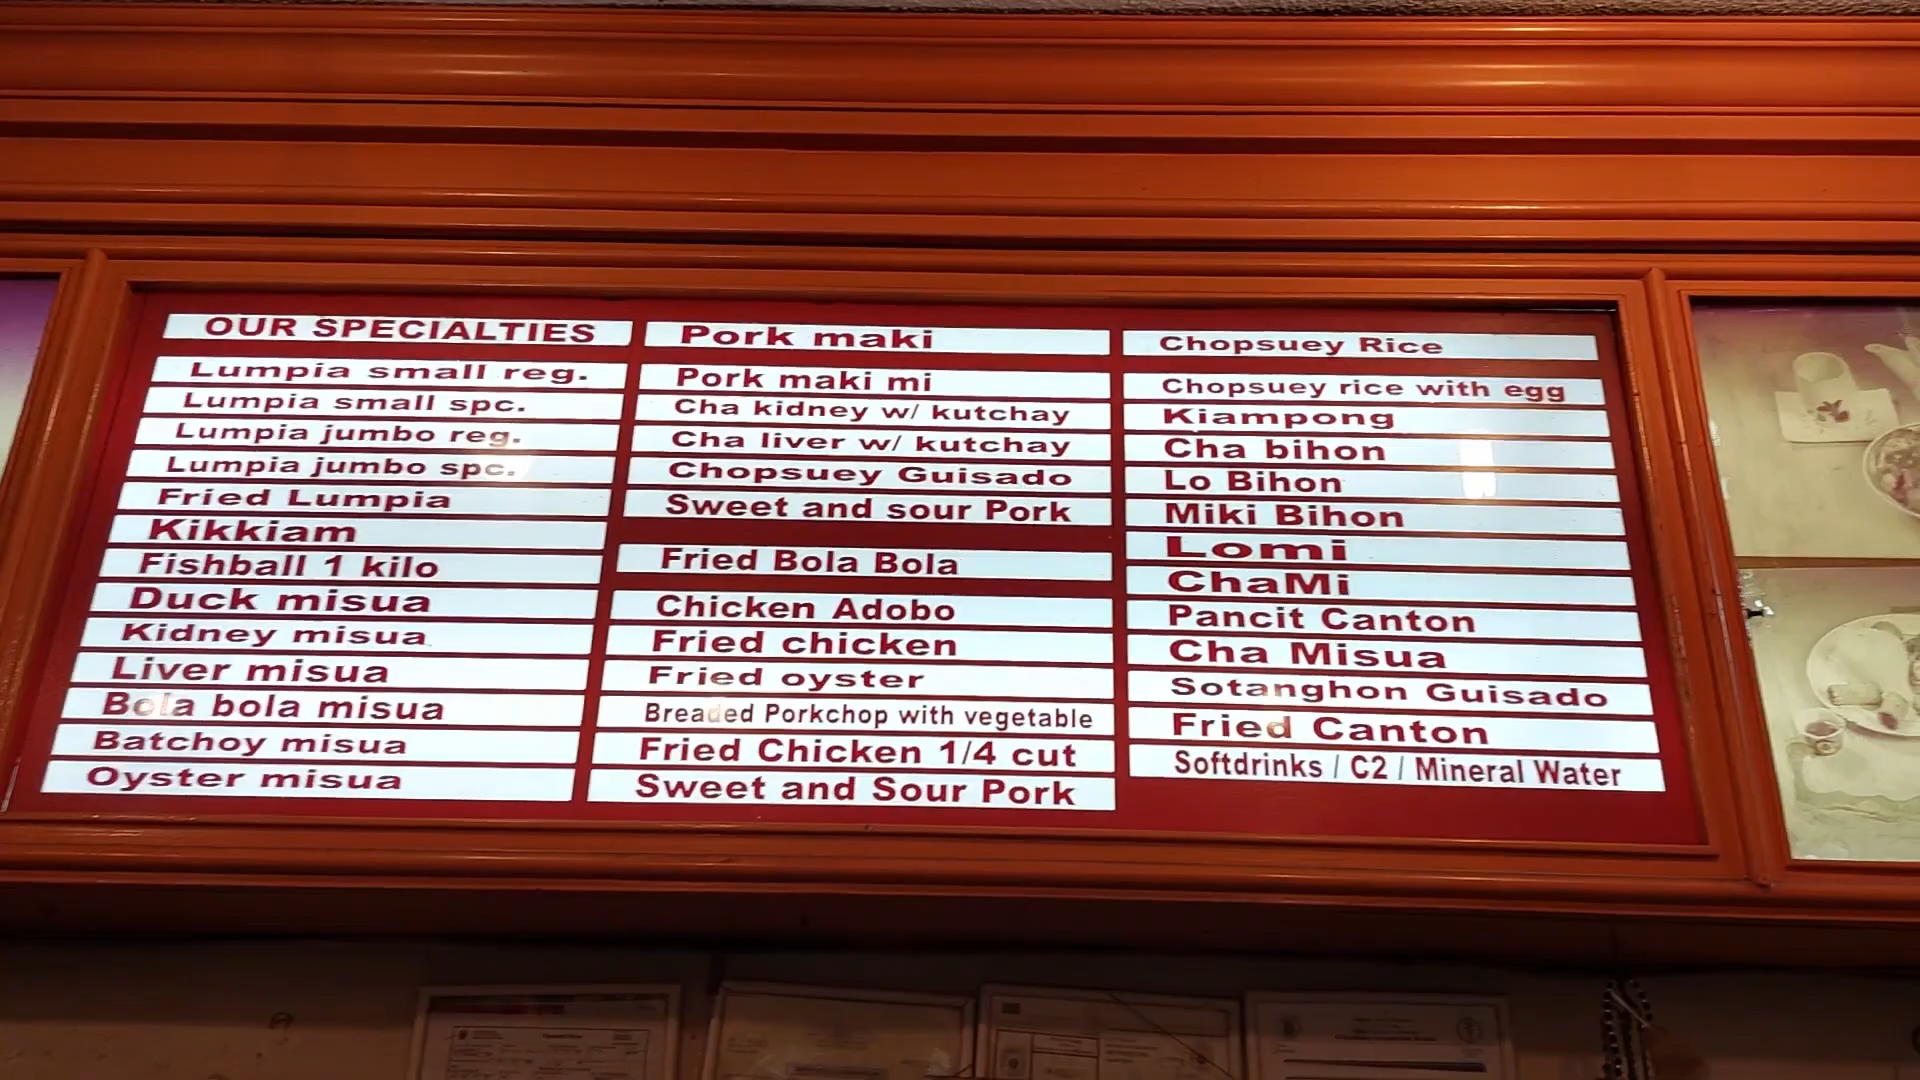 OUR SPECIALTIES
Lumpia small reg.
Lumpia small spc.
Lumpia jumbo reg.
Lumpia jumbo spc.
Fried Lumpia
Kikkiam
Fishball 1 kilo
Duck misua
Kidney misua
Liver misua
Bola bola misua
Batchoy misua
Oyster misua
Pork maki
Pork maki mi
Cha kidney w/ kutchay
Cha liver w/ kutchay
Chopsuey Guisado
Sweet and sour Pork
Fried Bola Bola
Chicken Adobo
Fried chicken
Fried oyster
Breaded Porkchop with vegetable
Fried Chicken 1/4 cut
Sweet and Sour Pork
Chopsuey Rice
Chopsuey rice with egg
Kiampong
Cha bihon
Lo Bihon
Miki Bihon
Lomi
ChaMi
Pancit Canton
Cha Misua
Sotanghon Guisado
Fried Canton
Softdrinks / C2 / Mineral Water